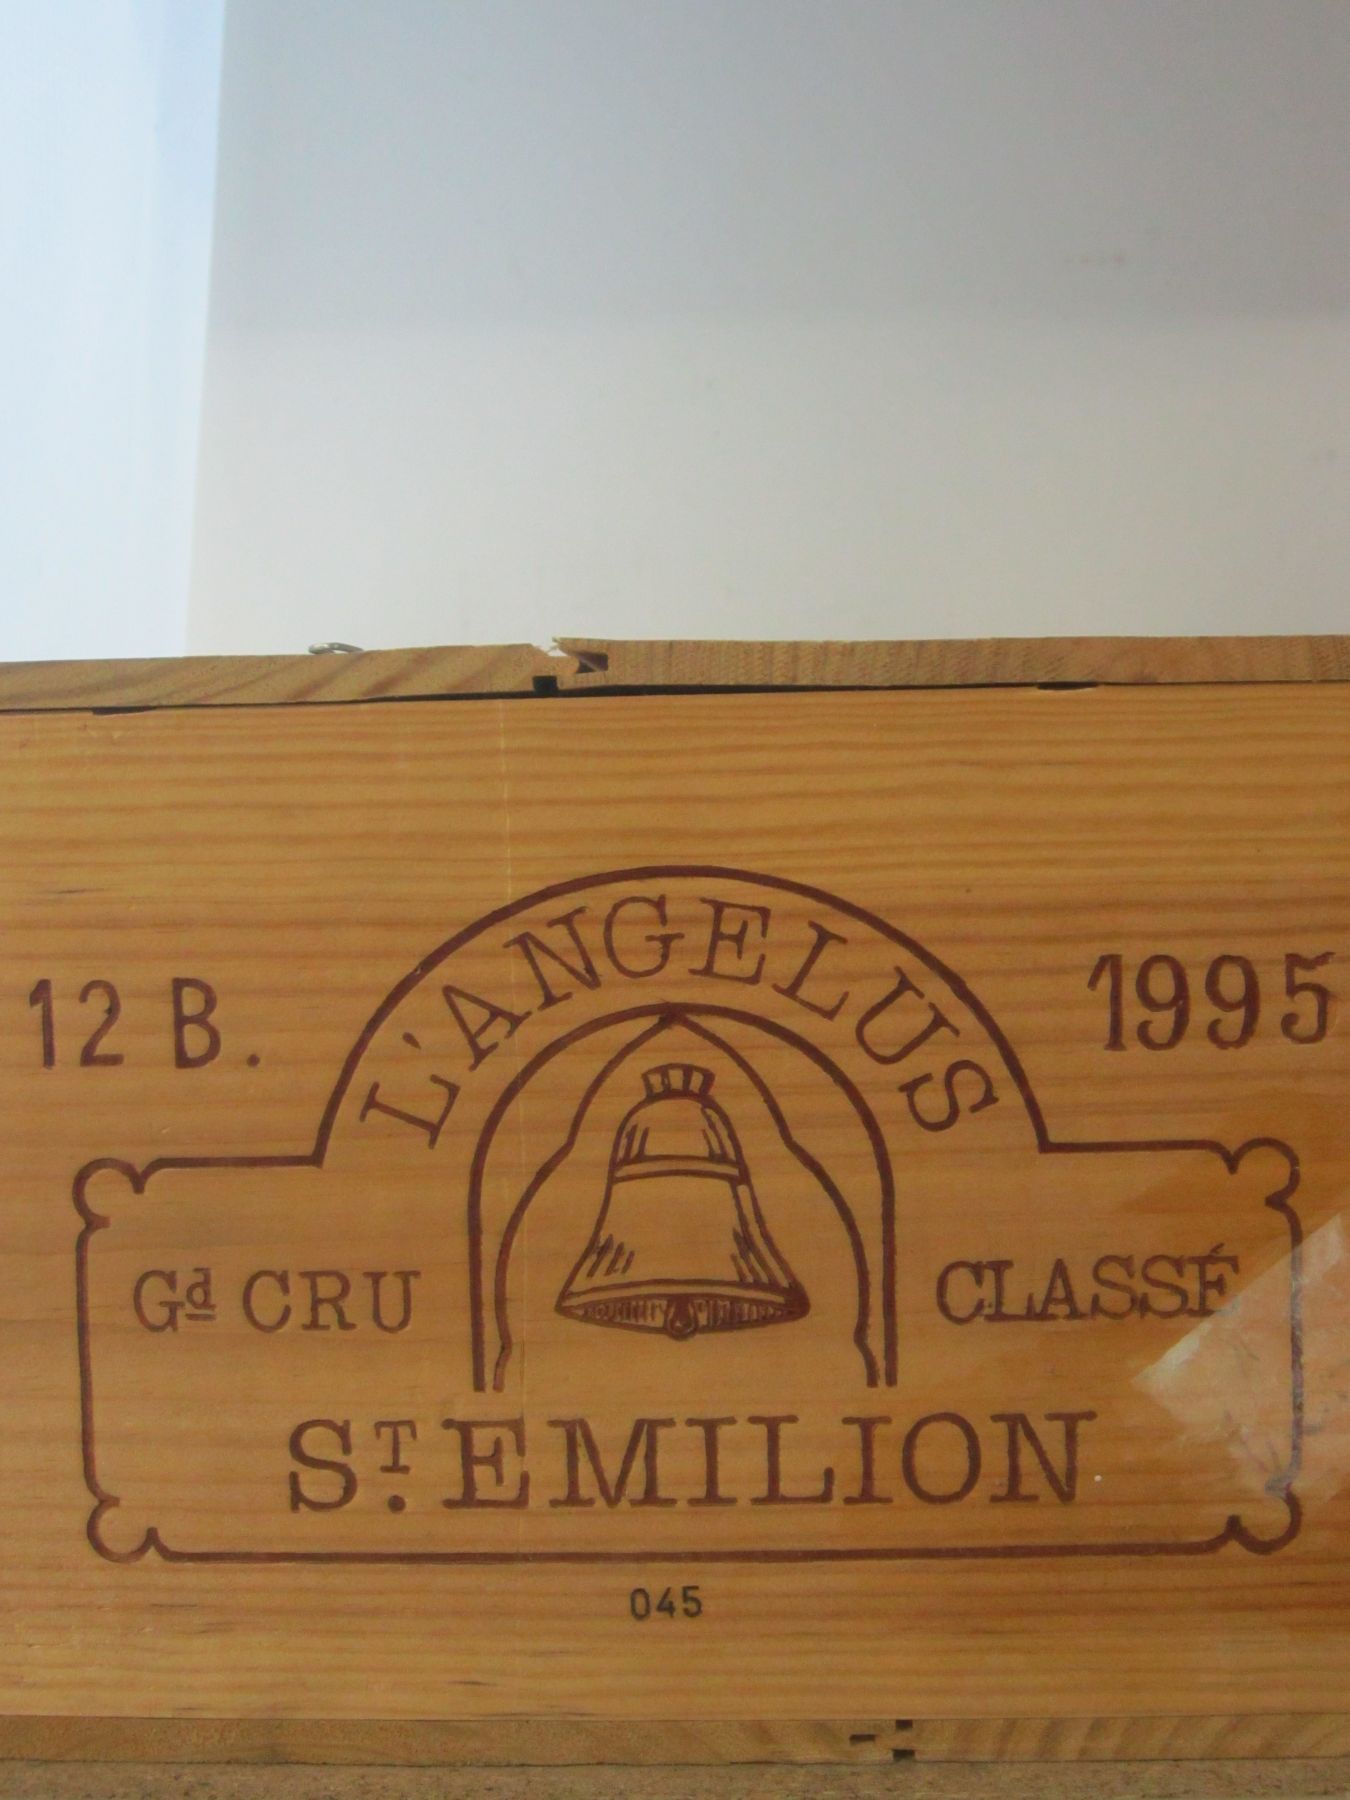 L'ANGELUS
12 B.
1995
Gd CRU
CLASSÉ
ST. EMILION
045